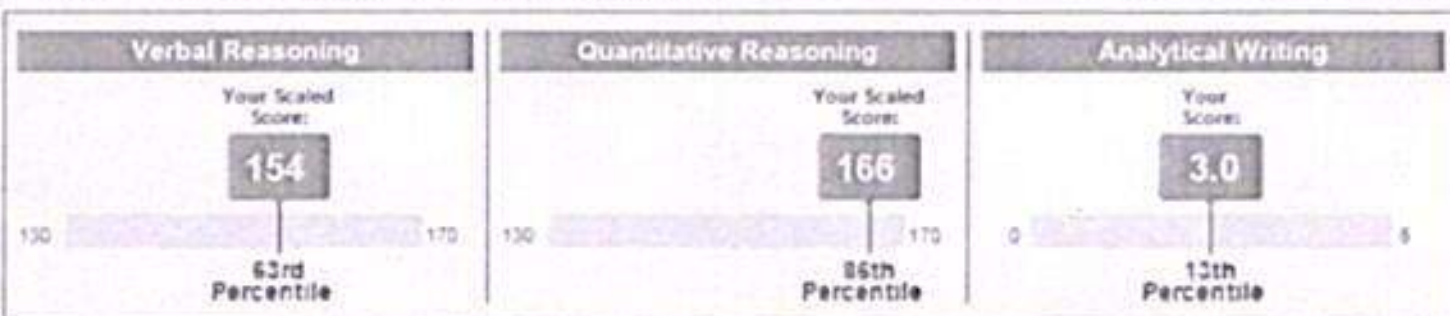 Verbal Reasoning
Your Scaled
Score:
154
130
170
63rd
Percentile
Quantitative Reasoning
Your Scaled
Score:
166
130
170
86th
Percentile
Analytical Writing
Your
Score:
3.0
0
6
13th
Percentile